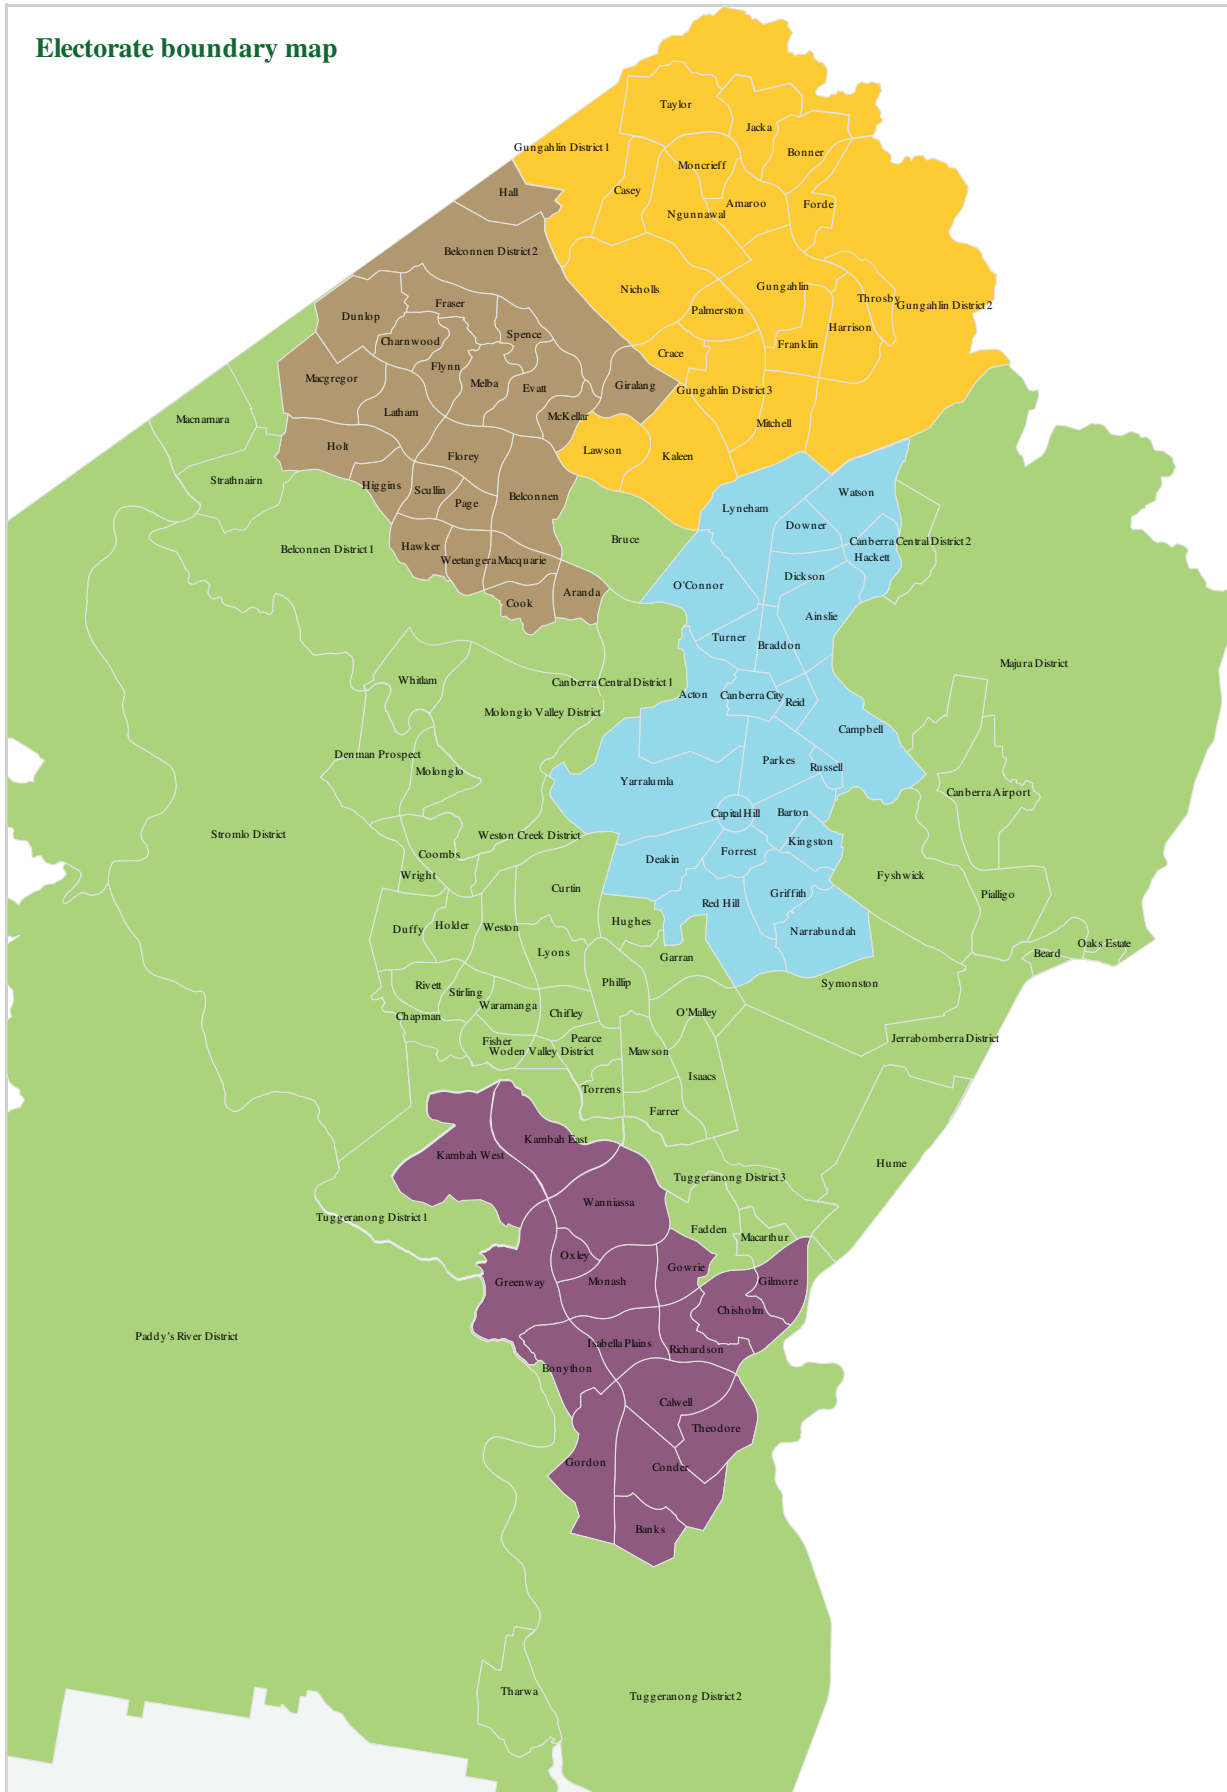 Electorate boundary map
Taylor
Jacka
Gungahlin District 1
Bonner
Moncrieff
Hall
Casey
Amaroo
Forde
Ngunnawal
Belconnen District 2
Nicholls
Gungahlin
Throsby
Fraser
Gungahlin District 2
Palmerston
Dunlop
Harrison
Spence
Charnwood
Franklin
Crace
Flynn
Macgregor
Melba
Giralang
Evatt
Gungahlin District 3
Latham
McKellar
Macnamara
Mitchell
Holt
Lawson
Florey
Kaleen
Strathnairn
Higgins
Scullin
Watson
Belconnen
Page
Lyneham
Downer
Bruce
Canberra Central District 2
Hawker
Belconnen District 1
Hackett
Weetangera
Macquarie
Dickson
O'Connor
Aranda
Cook
Ainslie
Turner
Braddon
Majura District
Whitlam
Canberra Central District 1
Acton
Canberra City
Reid
Molonglo Valley District
Campbell
Denman Prospect
Parkes
Russell
Molonglo
Yarralumla
Canberra Airport
Capital Hill
Barton
Stromlo District
Weston Creek District
Kingston
Coombs
Forrest
Deakin
Wright
Fyshwick
Curtin
Griffith
Pialligo
Red Hill
Hughes
Holder
Weston
Duffy
Narrabundah
Oaks Estate
Lyons
Beard
Garran
Phillip
Symonston
Rivett
Stirling
Waramanga
Chifley
O'Malley
Chapman
Pearce
Jerrabomberra District
Fisher
Woden Valley District
Mawson
Isaacs
Torrens
Farrer
Kambah East
Kambah West
Hume
Tuggeranong District 3
Wanniassa
Tuggeranong District 1
Fadden
Macarthur
Oxley
Gowrie
Greenway
Monash
Gilmore
Chisholm
Paddy's River District
Isabella Plains
Richardson
Bonython
Calwell
Theodore
Gordon
Conder
Banks
Tharwa
Tuggeranong District 2